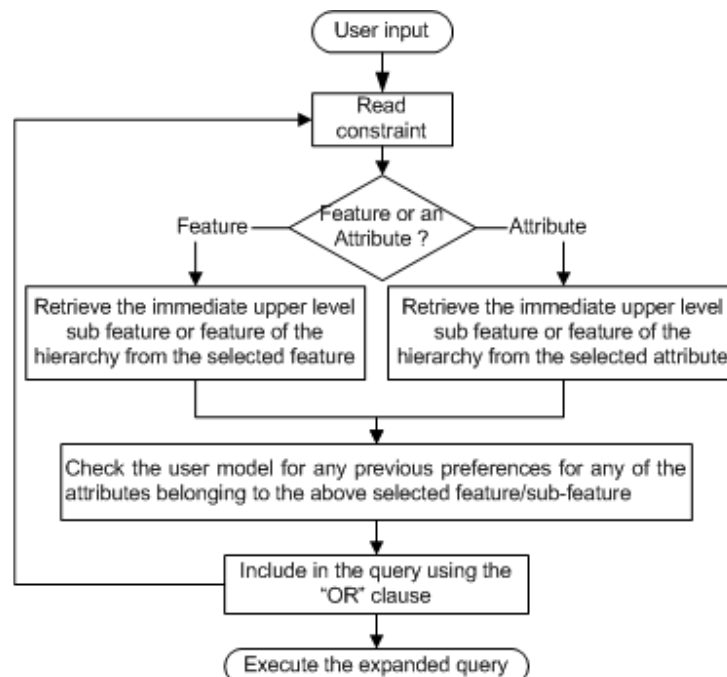 User input
Read
constraint
Feature or an
Attribute ?
Feature
Attribute
Retrieve the immediate upper level
sub feature or feature of the
hierarchy from the selected feature
Retrieve the immediate upper level
sub feature or feature of the
hierarchy from the selected attribute
Check the user model for any previous preferences for any of the
attributes belonging to the above selected feature/sub-feature
Include in the query using the
“OR” clause
Execute the expanded query